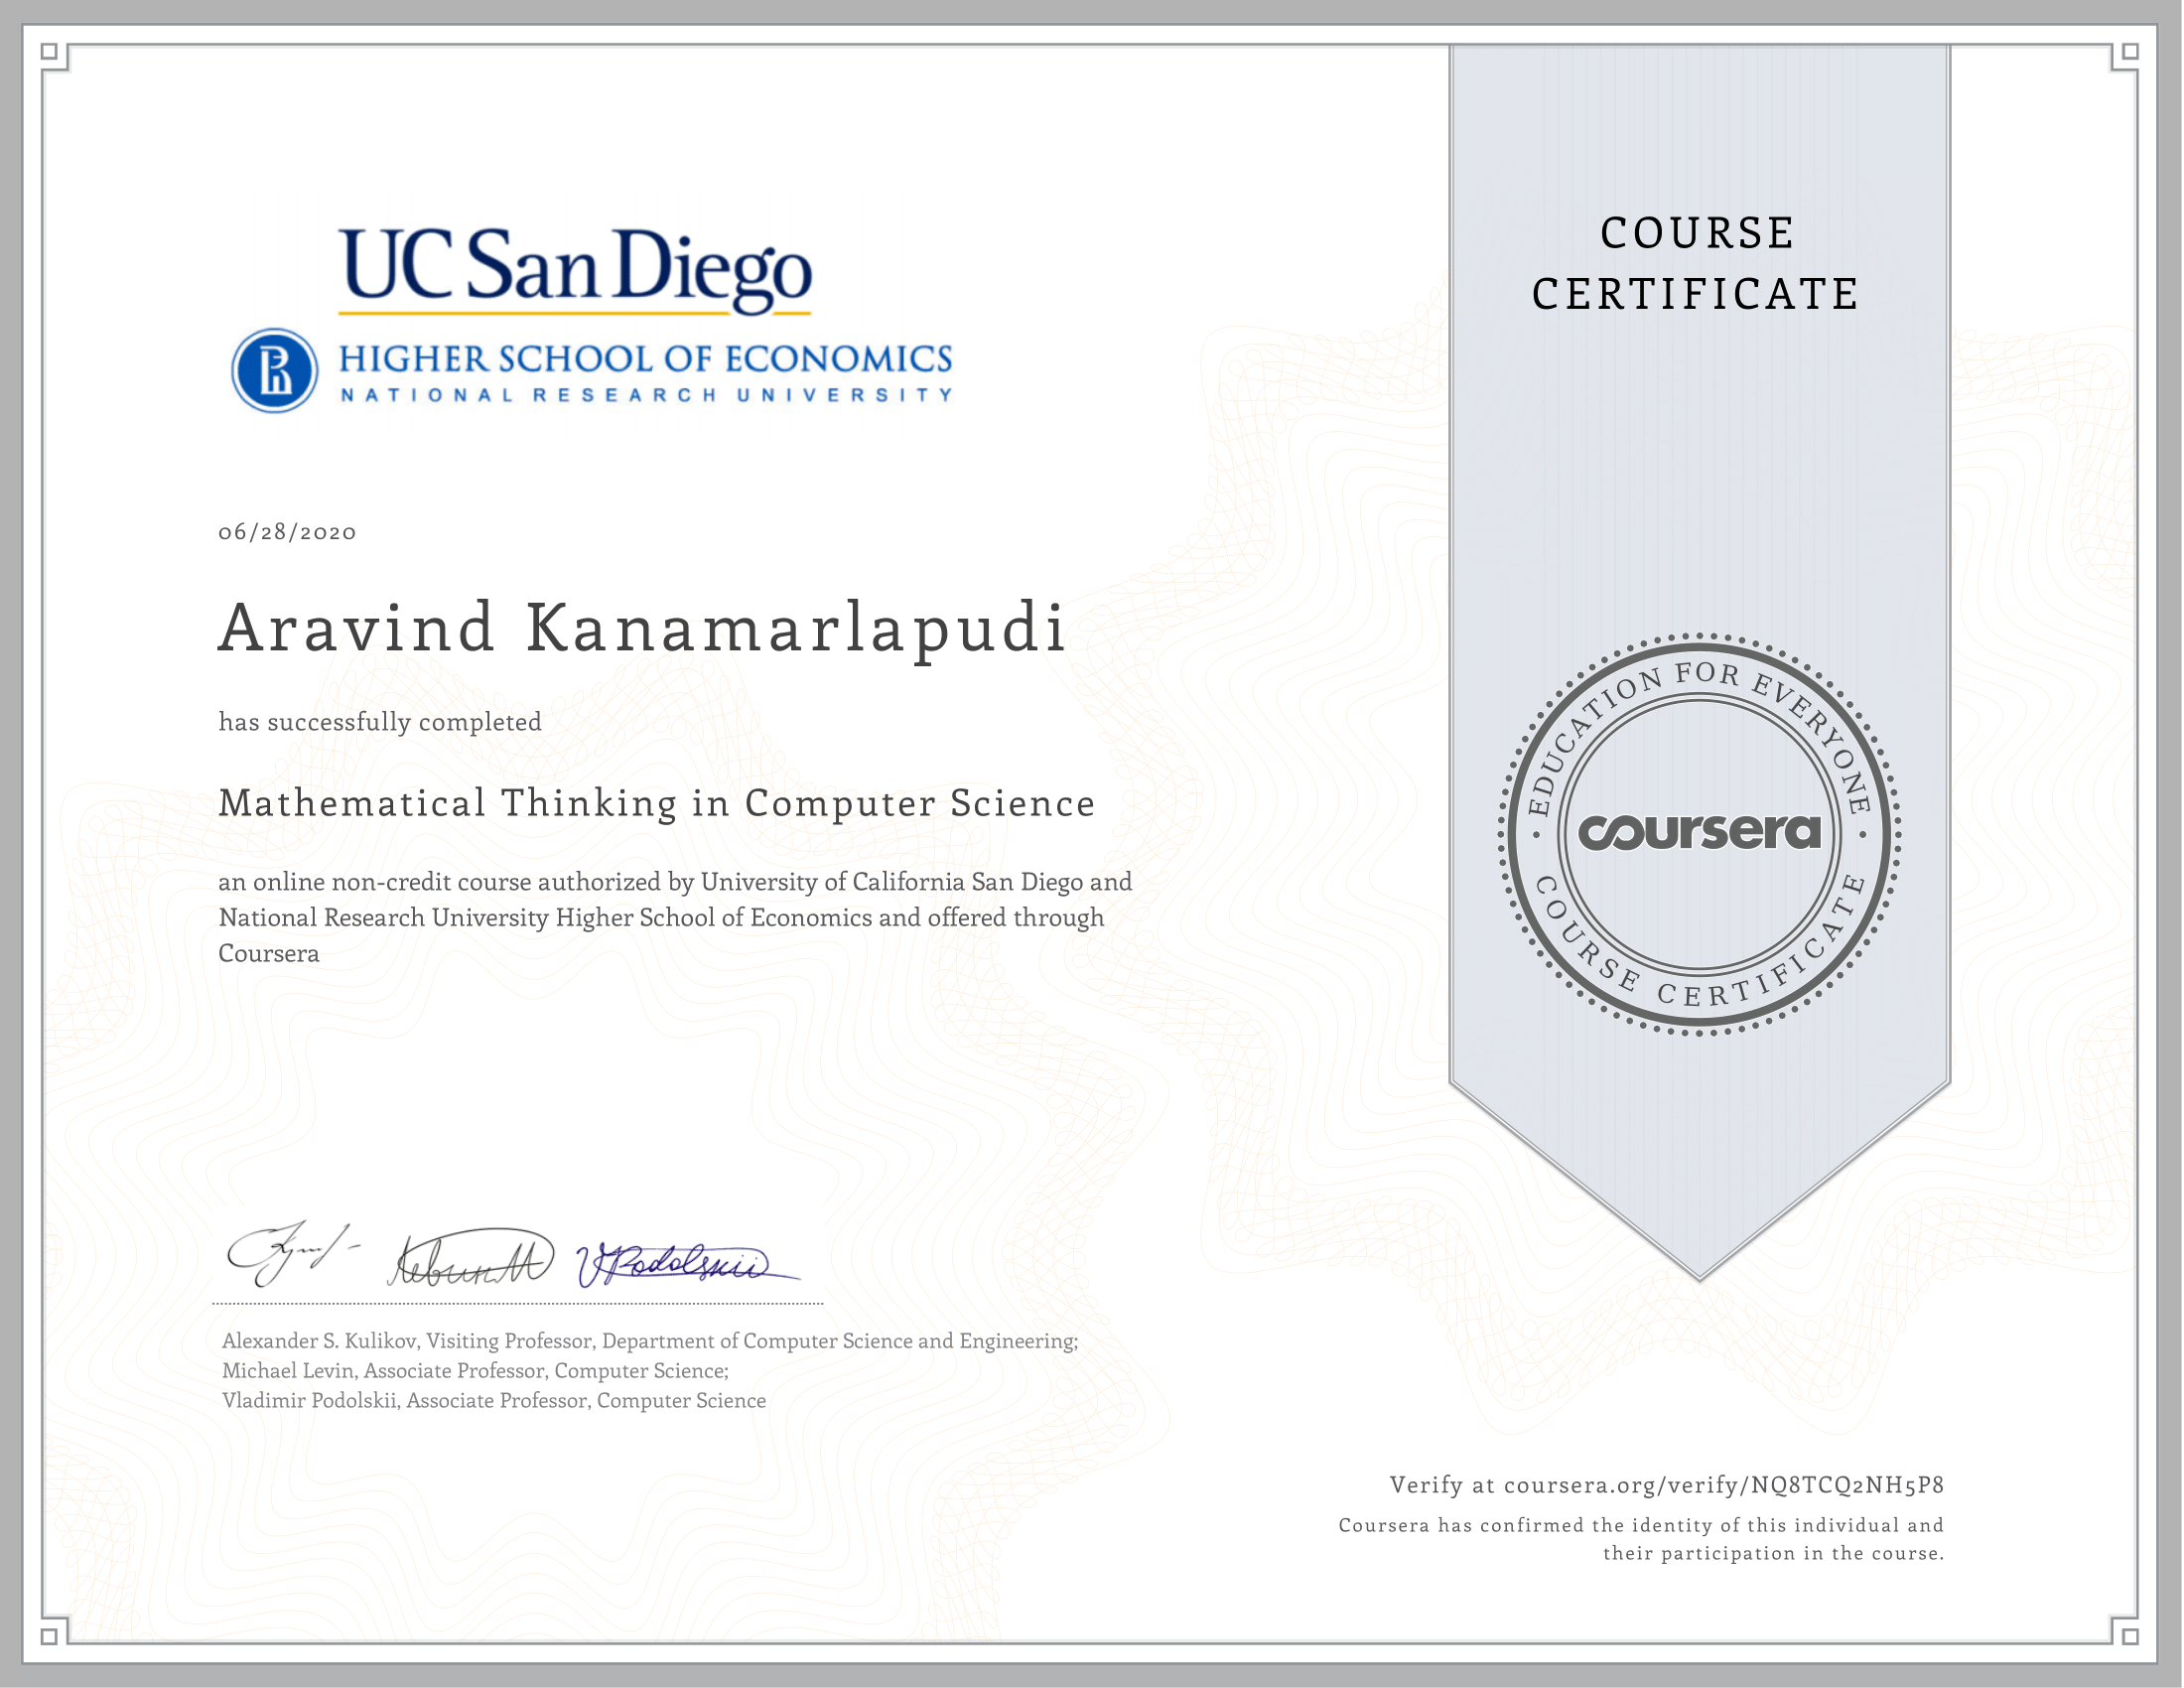 UC San Diego
HIGHER SCHOOL OF ECONOMICS
NATIONAL RESEARCH UNIVERSITY
06/28/2020
Aravind Kanamarlapudi
has successfully completed
Mathematical Thinking in Computer Science
an online non-credit course authorized by University of California San Diego and
National Research University Higher School of Economics and offered through
Coursera
V Podolskii
Alexander S. Kulikov, Visiting Professor, Department of Computer Science and Engineering;
Michael Levin, Associate Professor, Computer Science;
Vladimir Podolskii, Associate Professor, Computer Science
COURSE
CERTIFICATE
EDUCATION FOR EVERYONE
coursera
COURSE CERTIFICATE
Verify at coursera.org/verify/NQ8TCQ2NH5P8
Coursera has confirmed the identity of this individual and
their participation in the course.